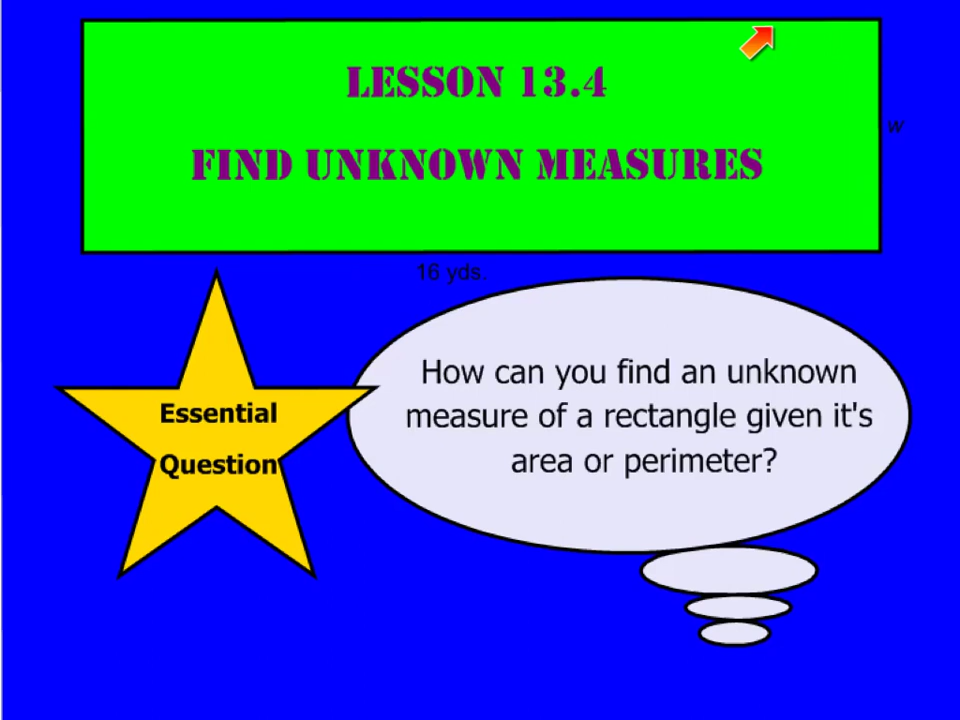 LESSON 13.4
FIND UNKNOWN MEASURES
w
16 yds.
How can you find an unknown
measure of a rectangle given it's
area or perimeter?
Essential
Question